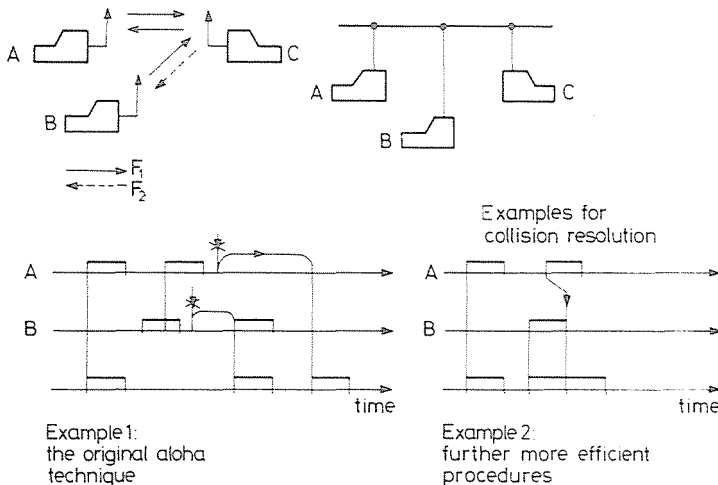 A
C
B
F1
F2
A
B
C
Examples for
collision resolution
A
B
time
Example 1:
the original aloha
technique
A
B
time
Example 2:
further more efficient
procedures